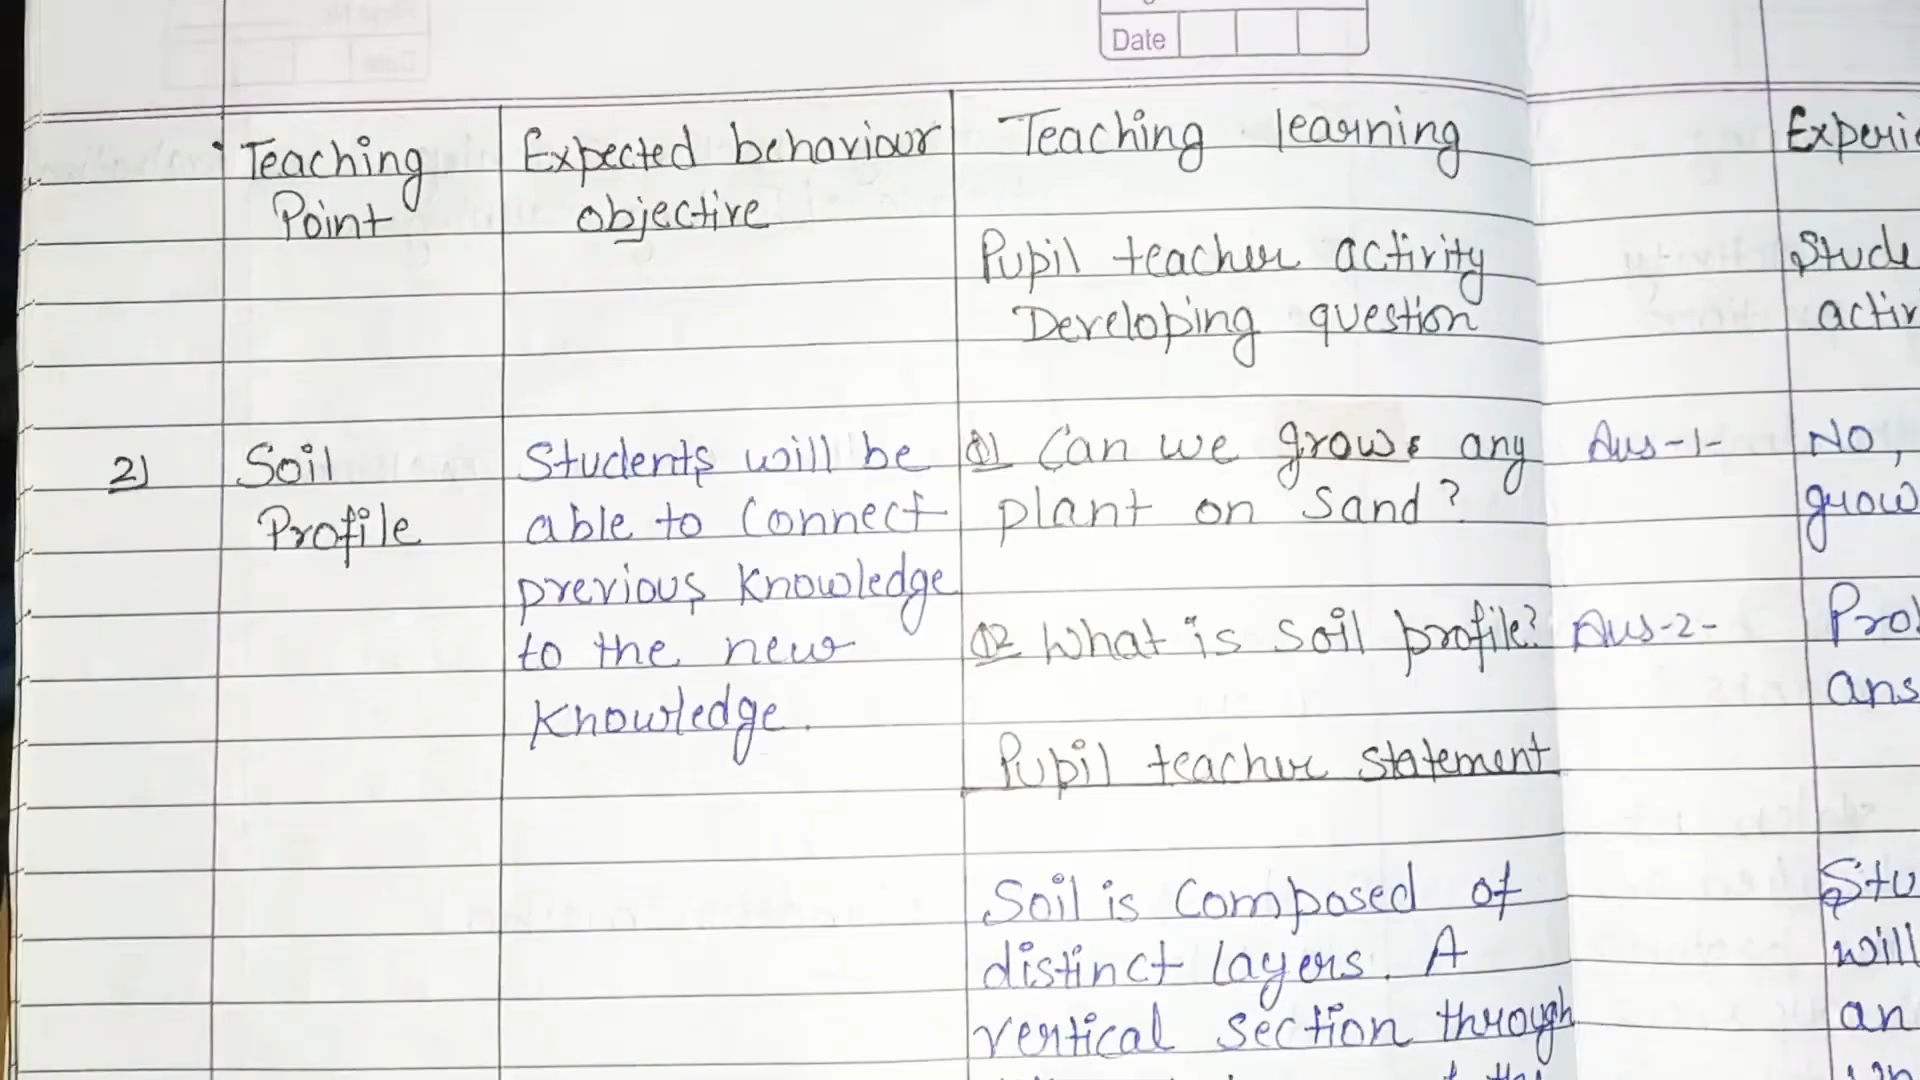 Date
Teaching
Point
Expected behaviour
objective
Teaching learning
Pupil teacher activity
Developing question
2)
Soil
Profile
Students will be
able to connect
previous knowledge
to the new
knowledge.
Q1 Can we grow any
plant on sand?
Q2 What is soil profile?
Pupil teacher statement
Soil is composed of
distinct layers. A
vertical section through
Ans-1-
Ans-2-
No,
grow
will
an